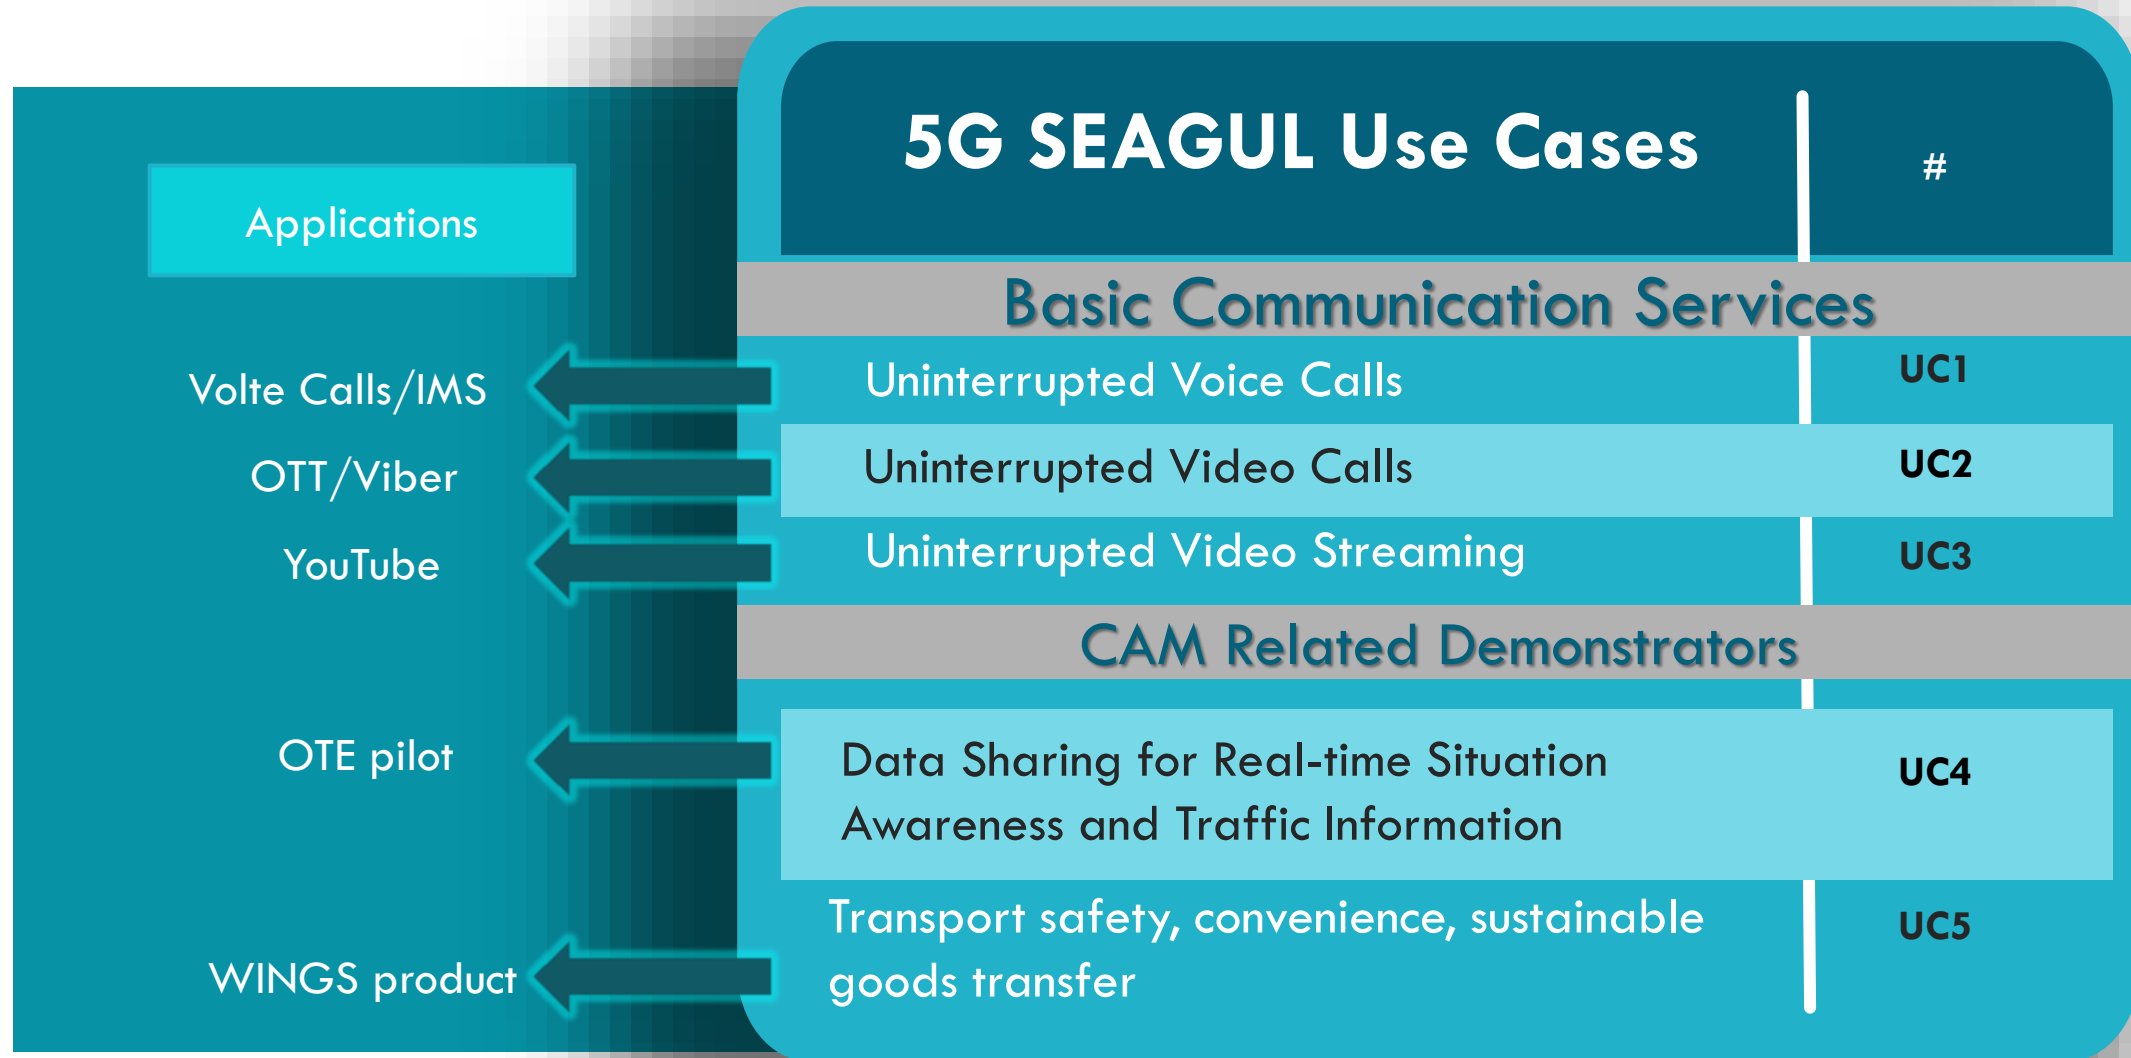 5G SEAGUL Use Cases
#
Applications
Basic Communication Services
Volte Calls/IMS
Uninterrupted Voice Calls
UC1
OTT/Viber
Uninterrupted Video Calls
UC2
YouTube
Uninterrupted Video Streaming
UC3
CAM Related Demonstrators
OTE pilot
Data Sharing for Real-time Situation
Awareness and Traffic Information
UC4
WINGS product
Transport safety, convenience, sustainable
goods transfer
UC5